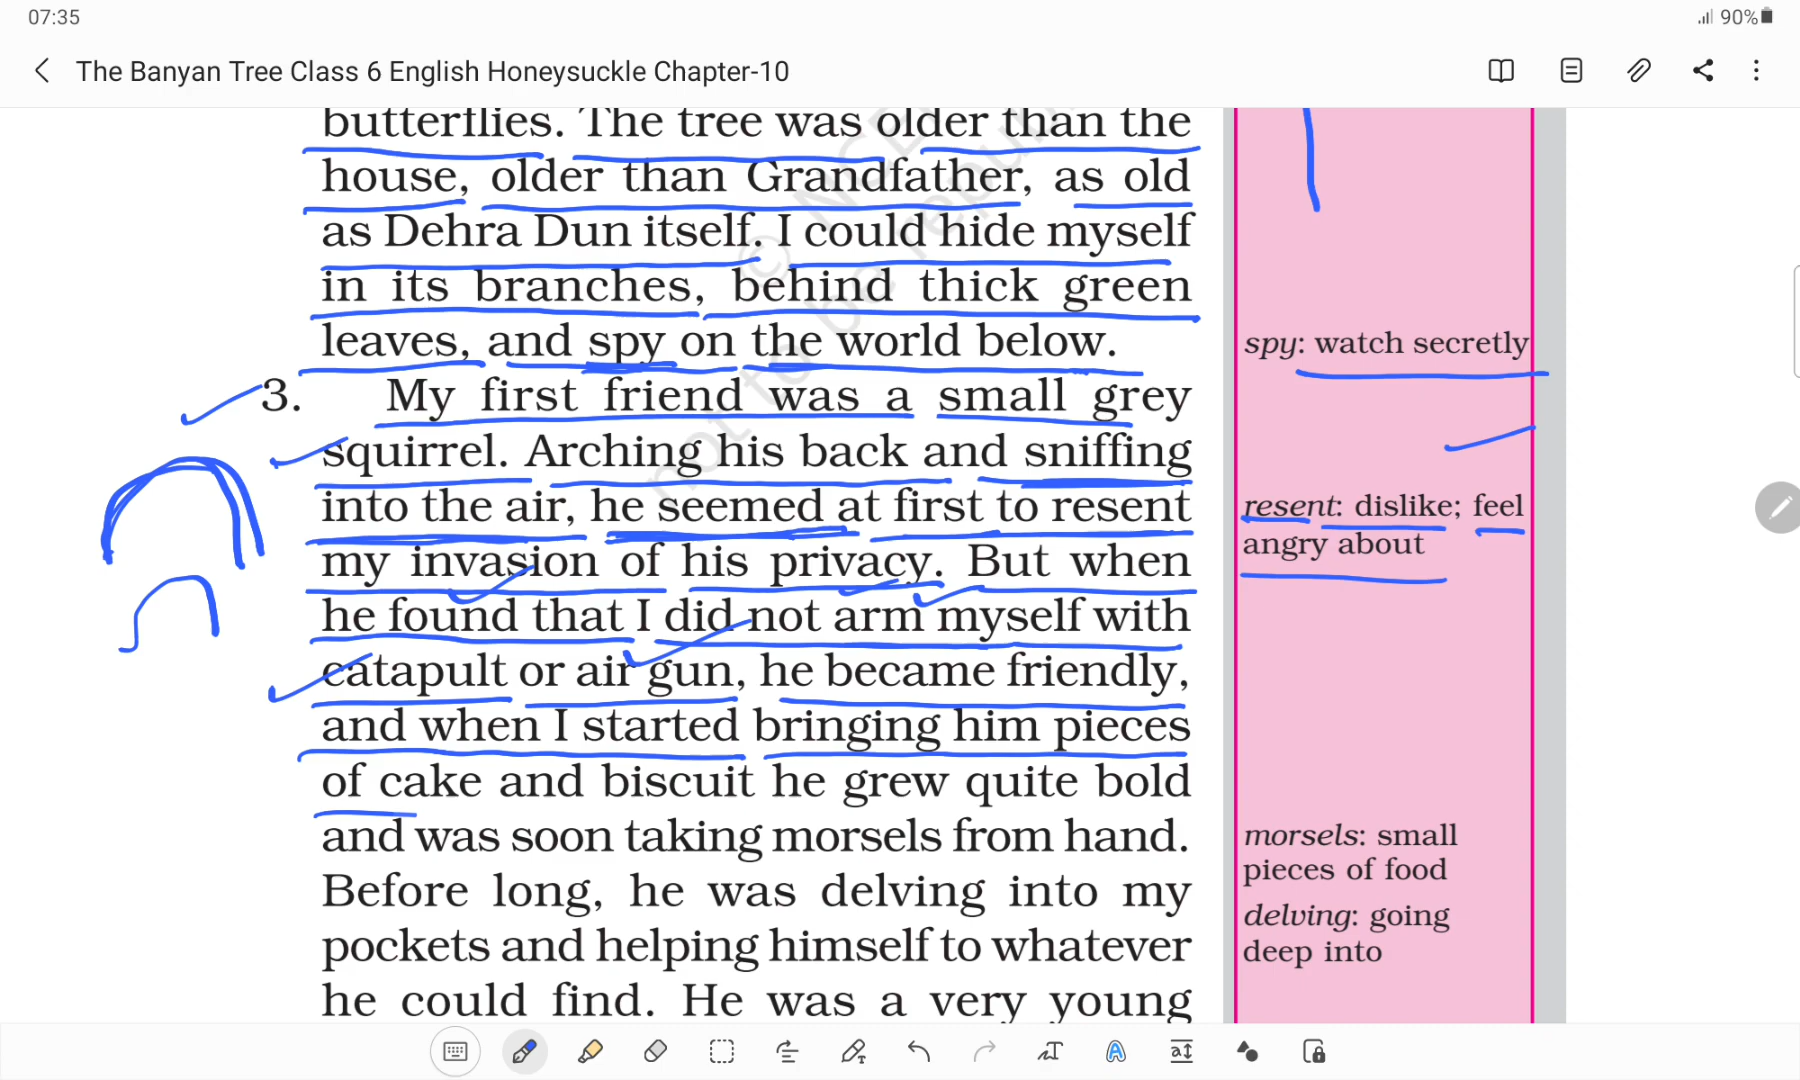 07:35
90%
The Banyan Tree Class 6 English Honeysuckle Chapter-10
butterflies. The tree was older than the
house, older than Grandfather, as old
as Dehra Dun itself. I could hide myself
in its branches, behind thick green
leaves, and spy on the world below.
3. My first friend was a small grey
squirrel. Arching his back and sniffing
into the air, he seemed at first to resent
my invasion of his privacy. But when
he found that I did not arm myself with
catapult or air gun, he became friendly,
and when I started bringing him pieces
of cake and biscuit he grew quite bold
and was soon taking morsels from hand.
Before long, he was delving into my
pockets and helping himself to whatever
he could find. He was a very young
spy: watch secretly
resent: dislike; feel
angry about
morsels: small
pieces of food
delving: going
deep into
not to be republ
© NCE